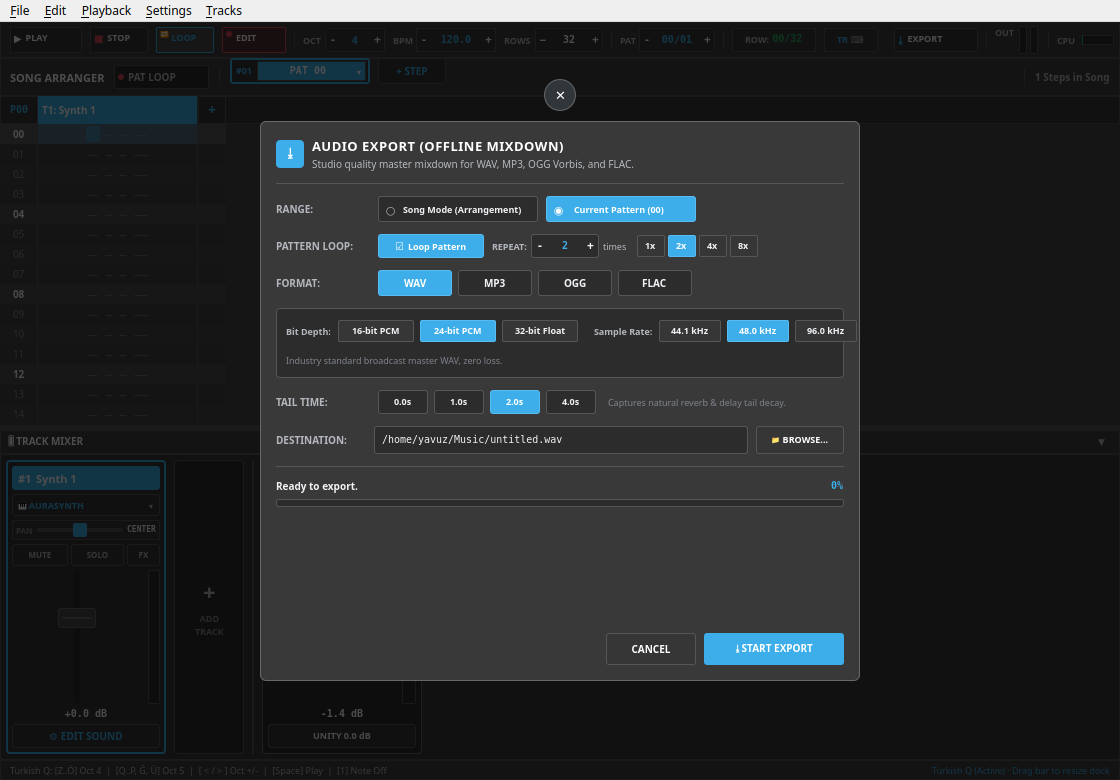 File Edit Playback Settings Tracks
PLAY STOP LOOP EDIT OCT - 4 + BPM - 120.0 + ROWS − 32 + PAT - 00/01 + ROW: 00/32 TR EXPORT OUT CPU
SONG ARRANGER PAT LOOP #01 PAT 00 + STEP 1 Steps in Song
P00 T1: Synth 1 +
00
01
02
03
04
05
06
07
08
09
10
11
12
13
14
AUDIO EXPORT (OFFLINE MIXDOWN)
Studio quality master mixdown for WAV, MP3, OGG Vorbis, and FLAC.
RANGE: Song Mode (Arrangement) Current Pattern (00)
PATTERN LOOP: Loop Pattern REPEAT: - 2 + times 1x 2x 4x 8x
FORMAT: WAV MP3 OGG FLAC
Bit Depth: 16-bit PCM 24-bit PCM 32-bit Float Sample Rate: 44.1 kHz 48.0 kHz 96.0 kHz
Industry standard broadcast master WAV, zero loss.
TAIL TIME: 0.0s 1.0s 2.0s 4.0s Captures natural reverb & delay tail decay.
DESTINATION: /home/yavuz/Music/untitled.wav BROWSE...
Ready to export. 0%
CANCEL START EXPORT
TRACK MIXER
#1 Synth 1
AURASYNTH
PAN CENTER
MUTE SOLO FX
+
ADD
TRACK
+0.0 dB -1.4 dB
EDIT SOUND UNITY 0.0 dB
Turkish Q: [Z..Ö] Oct 4 | [Q..P, Ğ, Ü] Oct 5 | [ < / > ] Oct +/- | [Space] Play | [1] Note Off
Turkish Q (Active) · Drag bar to resize dock